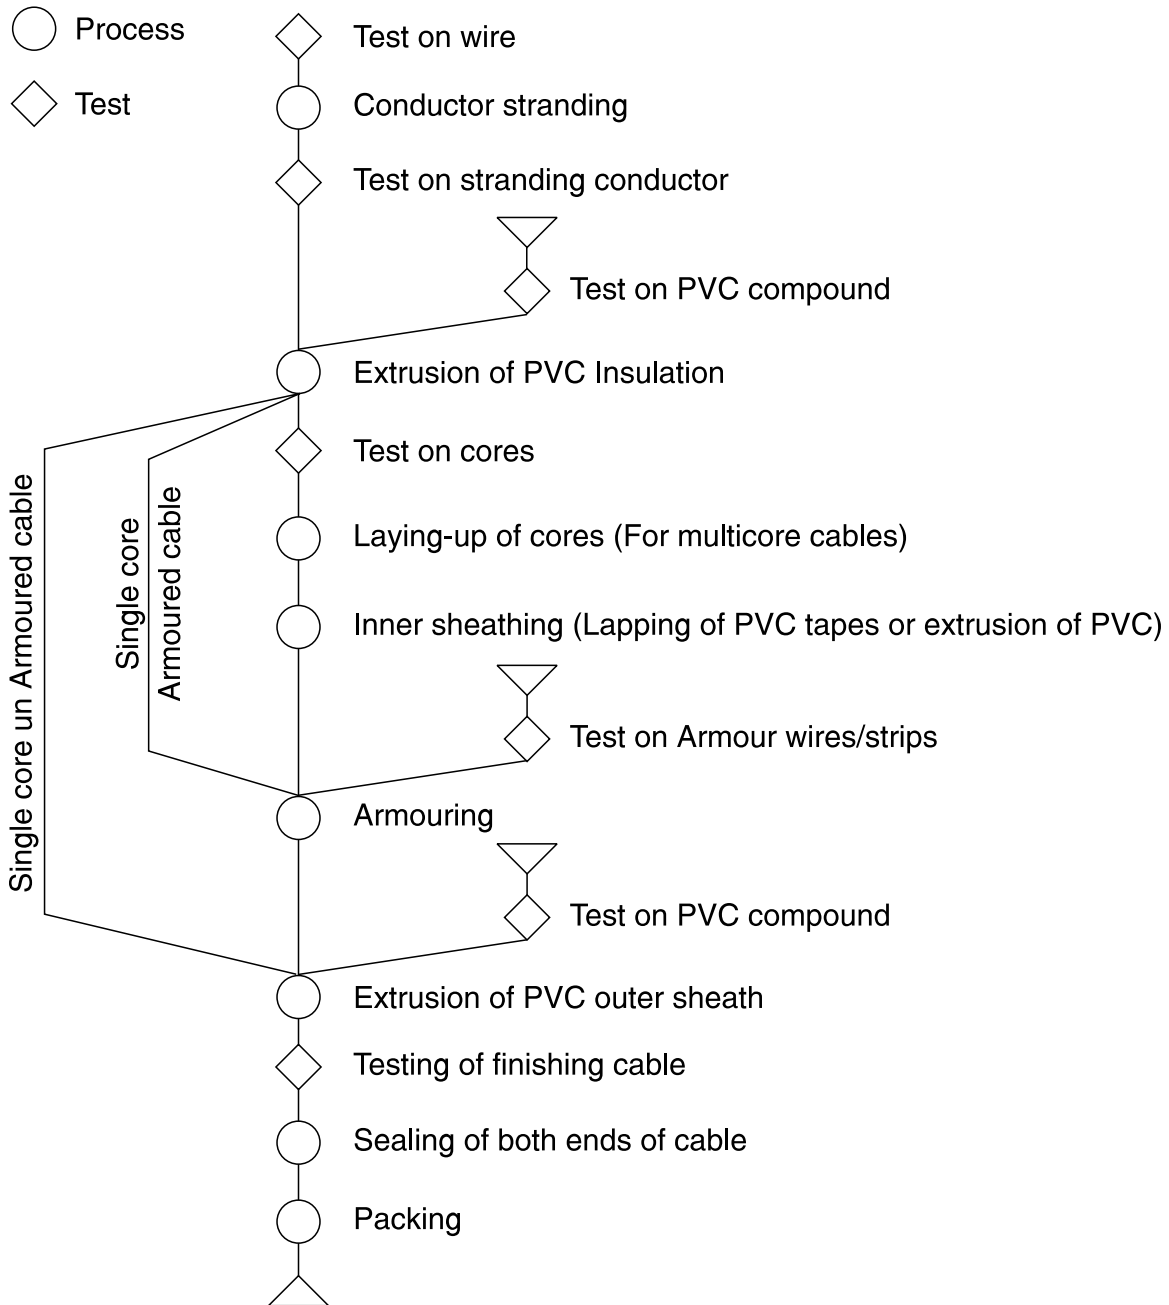 Process
Test
Test on wire
Conductor stranding
Test on stranding conductor
Test on PVC compound
Extrusion of PVC Insulation
Test on cores
Laying-up of cores (For multicore cables)
Inner sheathing (Lapping of PVC tapes or extrusion of PVC)
Single core un Armoured cable
Single core
Armoured cable
Test on Armour wires/strips
Armouring
Test on PVC compound
Extrusion of PVC outer sheath
Testing of finishing cable
Sealing of both ends of cable
Packing